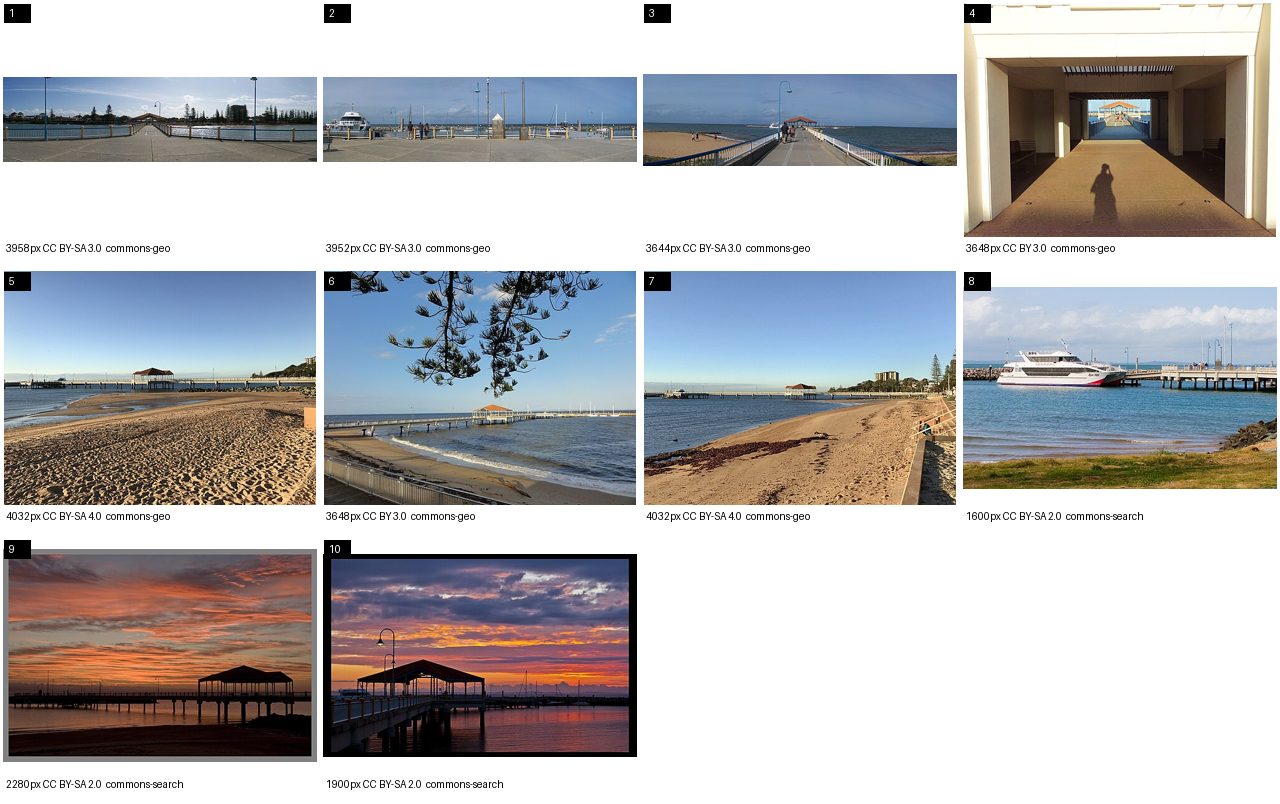 1
2
3
4
3958px CC BY-SA 3.0 commons-geo
3952px CC BY-SA 3.0 commons-geo
3644px CC BY-SA 3.0 commons-geo
3648px CC BY 3.0 commons-geo
5
6
7
8
4032px CC BY-SA 4.0 commons-geo
3648px CC BY 3.0 commons-geo
4032px CC BY-SA 4.0 commons-geo
1600px CC BY-SA 2.0 commons-search
9
10
2280px CC BY-SA 2.0 commons-search
1900px CC BY-SA 2.0 commons-search